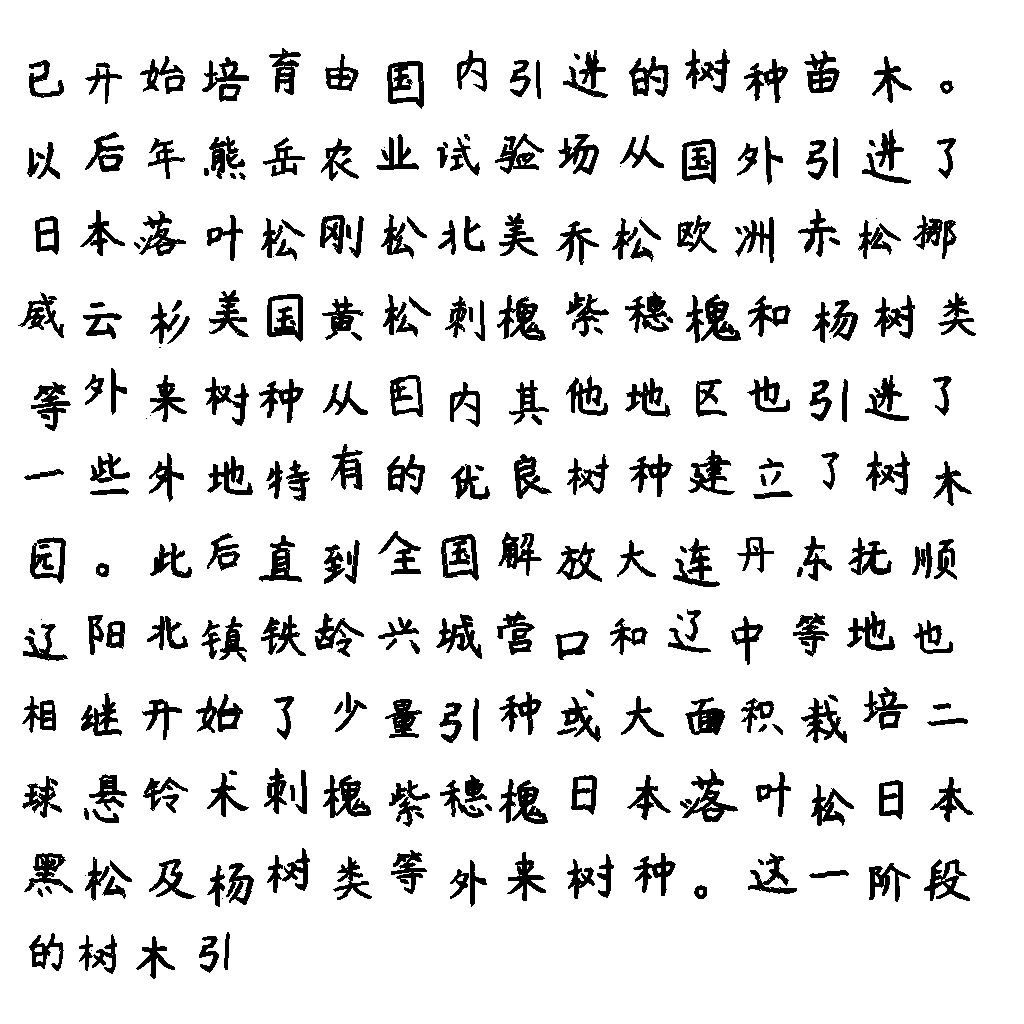 已开始培育由国内引进的树种苗木。
以后年熊岳农业试验场从国外引进了
日本落叶松刚松北美乔松欧洲赤松挪
威云杉美国黄松刺槐紫穗槐和杨树类
等外来树种从国内其他地区也引进了
一些外地特有的优良树种建立了树木
园。此后直到全国解放大连丹东抚顺
辽阳北镇铁龄兴城营口和辽中等地也
相继开始了少量引种或大面积栽培二
球悬铃木刺槐紫穗槐日本落叶松日本
黑松及杨树类等外来树种。这一阶段
的树木引